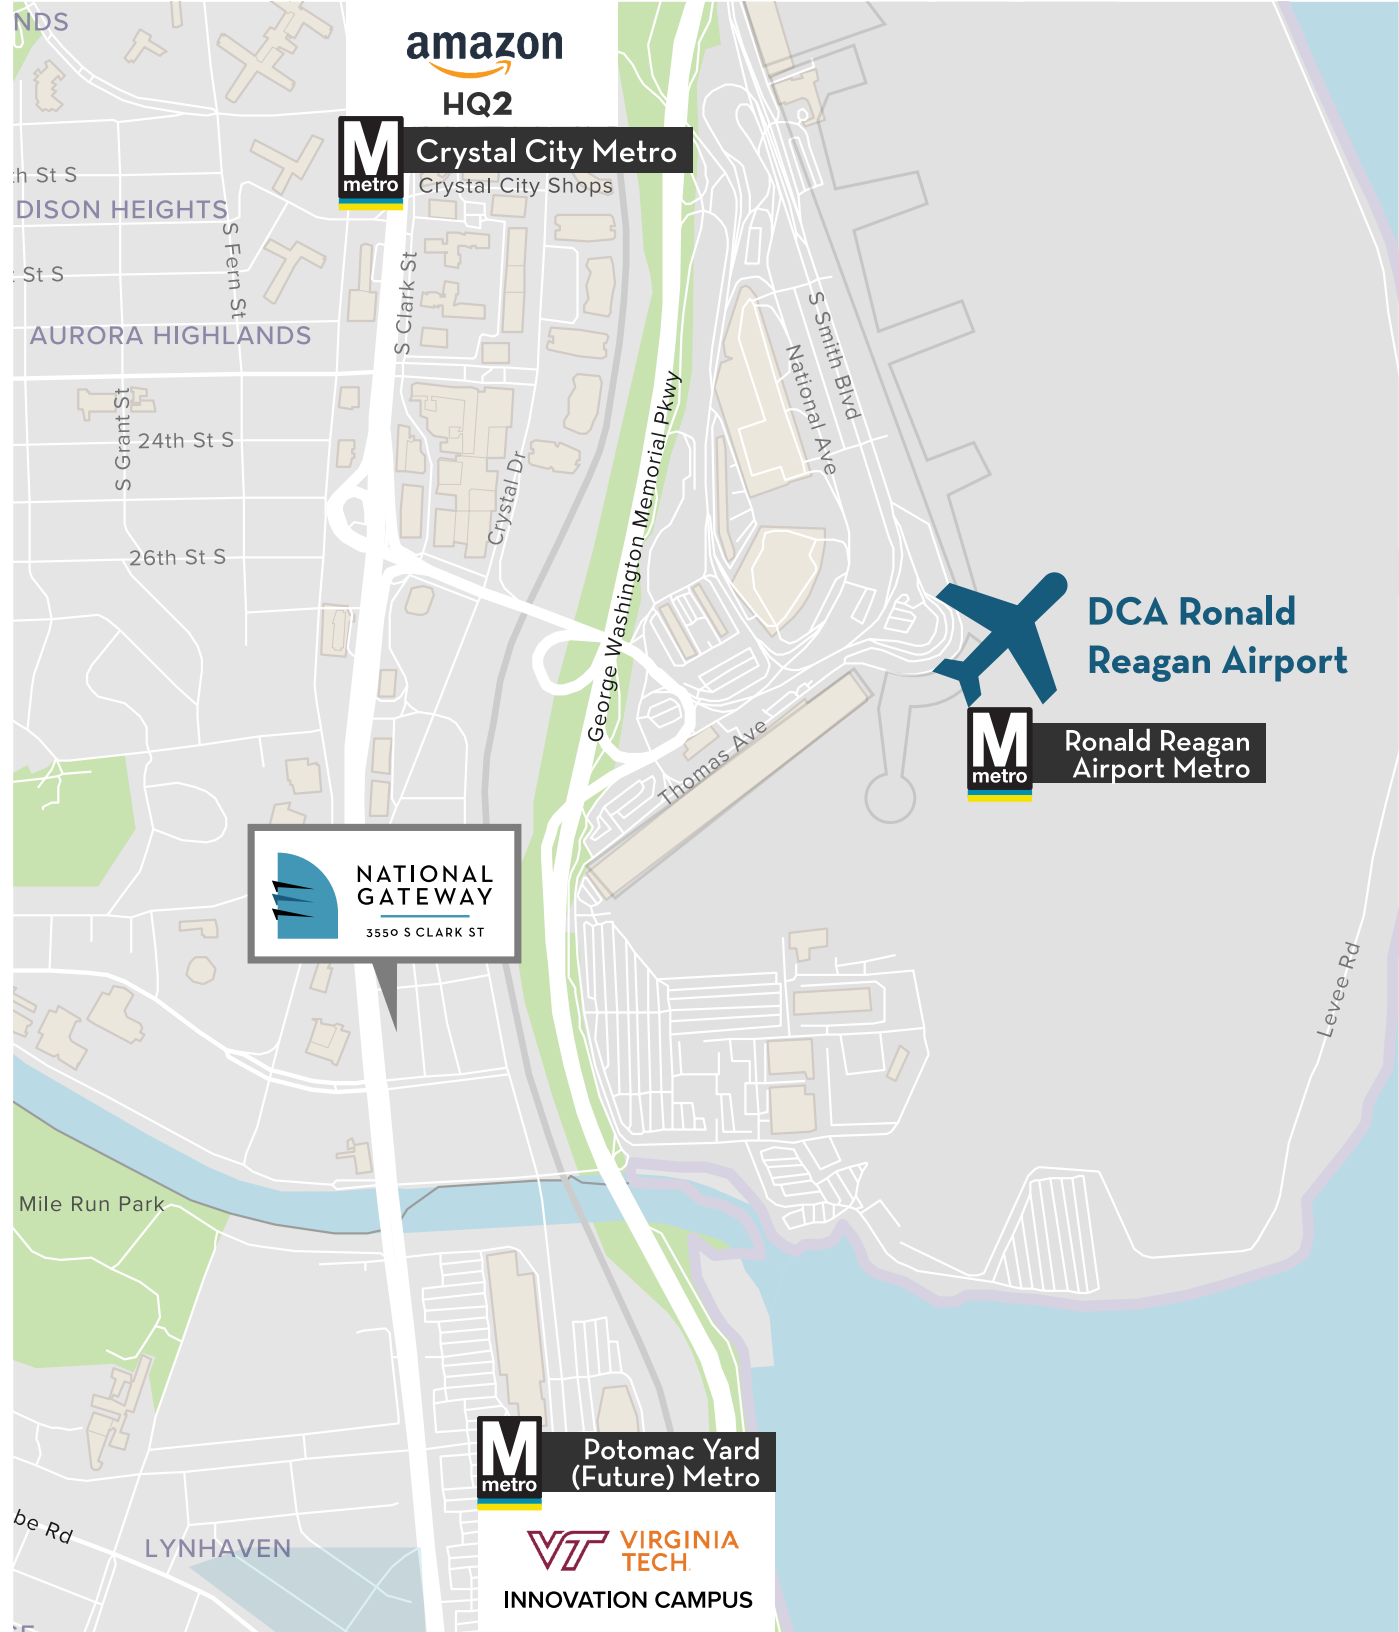 NDS
amazon
HQ2
M
metro
Crystal City Metro
Crystal City Shops
th St S
DISON HEIGHTS
S Fern St
St S
S Clark St
AURORA HIGHLANDS
S Smith Blvd
National Ave
S Grant St
24th St S
George Washington Memorial Pkwy
Crystal Dr
26th St S
DCA Ronald
Reagan Airport
M
metro
Ronald Reagan
Airport Metro
Thomas Ave
NATIONAL
GATEWAY
3550 S CLARK ST
Levee Rd
Mile Run Park
M
metro
Potomac Yard
(Future) Metro
be Rd
LYNHAVEN
VT VIRGINIA
TECH
INNOVATION CAMPUS